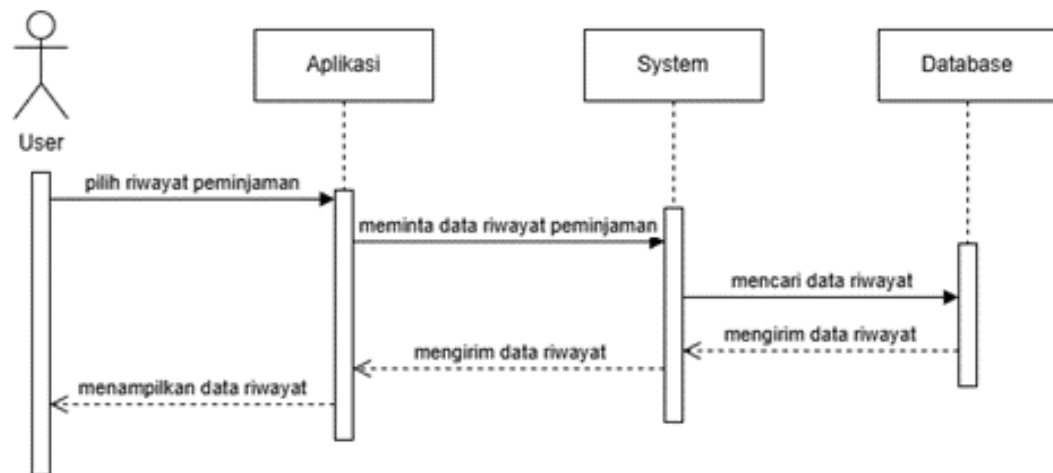 Aplikasi
System
Database
User
pilih riwayat peminjaman
meminta data riwayat peminjaman
mencari data riwayat
mengirim data riwayat
mengirim data riwayat
menampilkan data riwayat